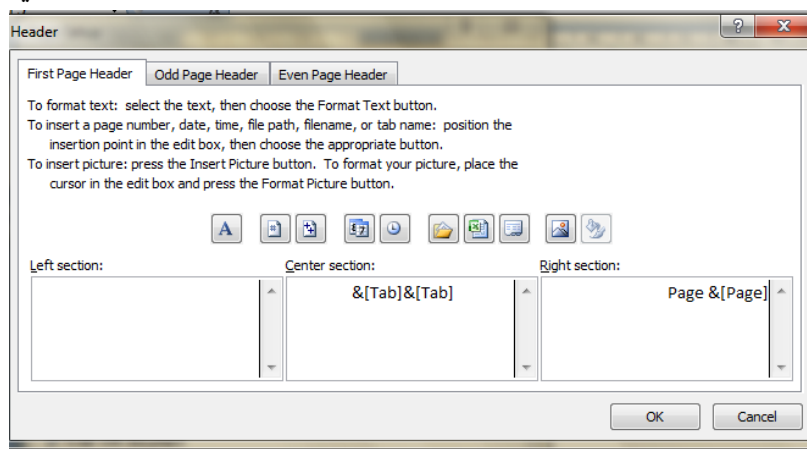 Header
First Page Header Odd Page Header Even Page Header
To format text: select the text, then choose the Format Text button.
To insert a page number, date, time, file path, filename, or tab name: position the
insertion point in the edit box, then choose the appropriate button.
To insert picture: press the Insert Picture button. To format your picture, place the
cursor in the edit box and press the Format Picture button.
A
Left section: Center section: Right section:
&[Tab]&[Tab] Page &[Page]
OK Cancel